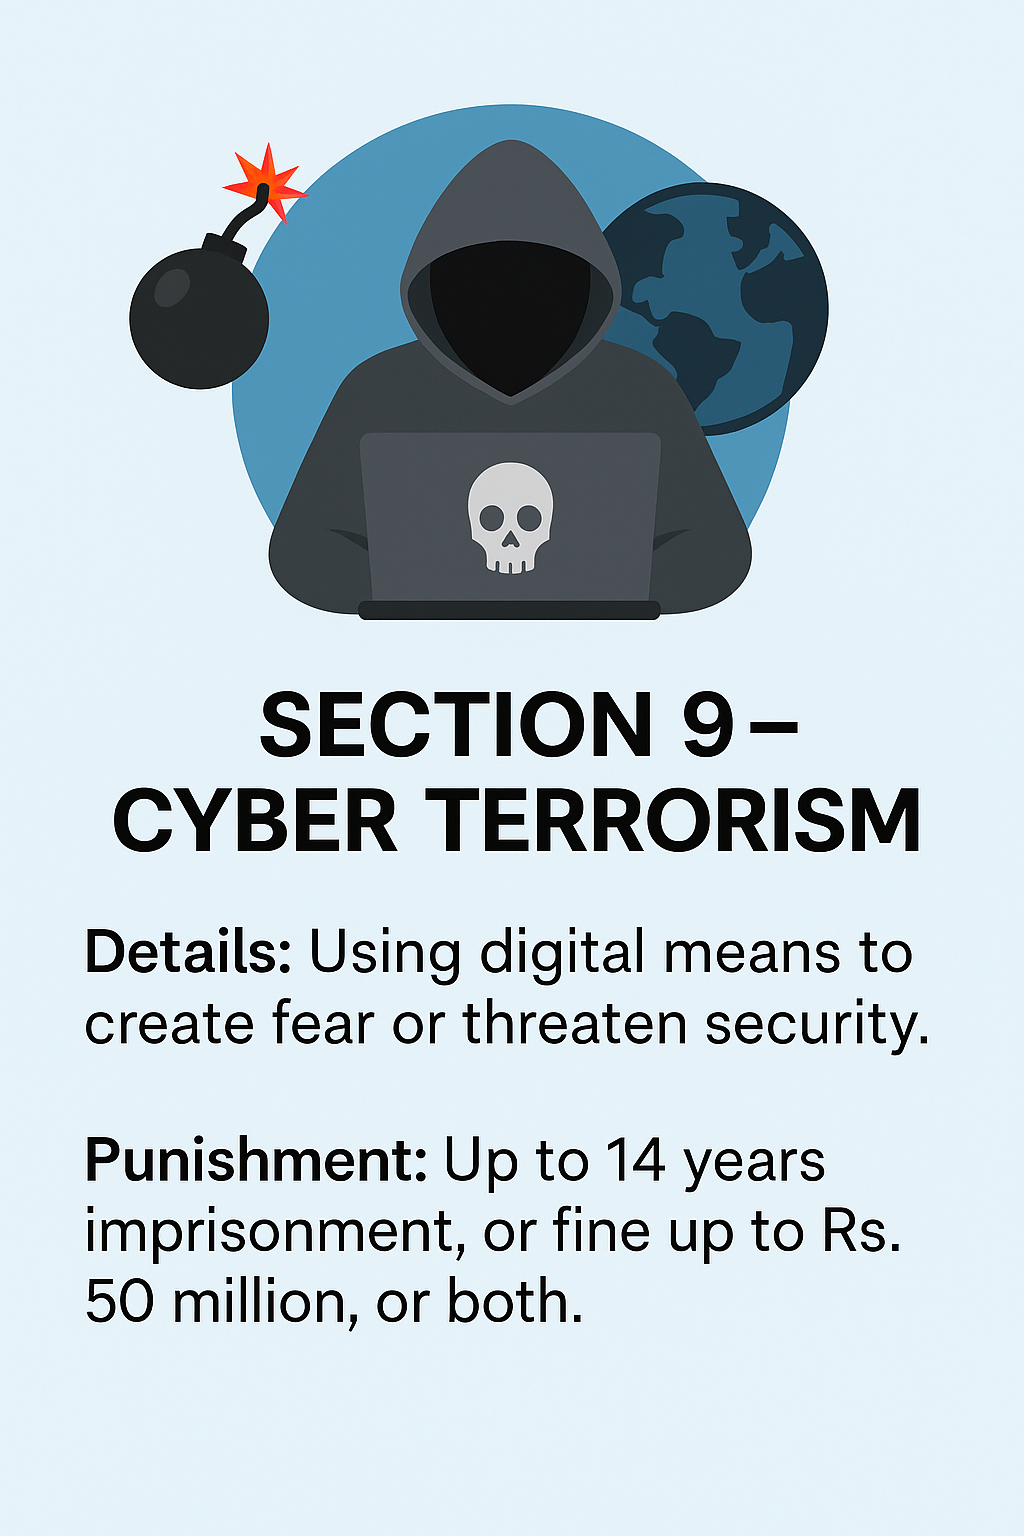 SECTION 9 –
CYBER TERRORISM
Details: Using digital means to
create fear or threaten security.
Punishment: Up to 14 years
imprisonment, or fine up to Rs.
50 million, or both.